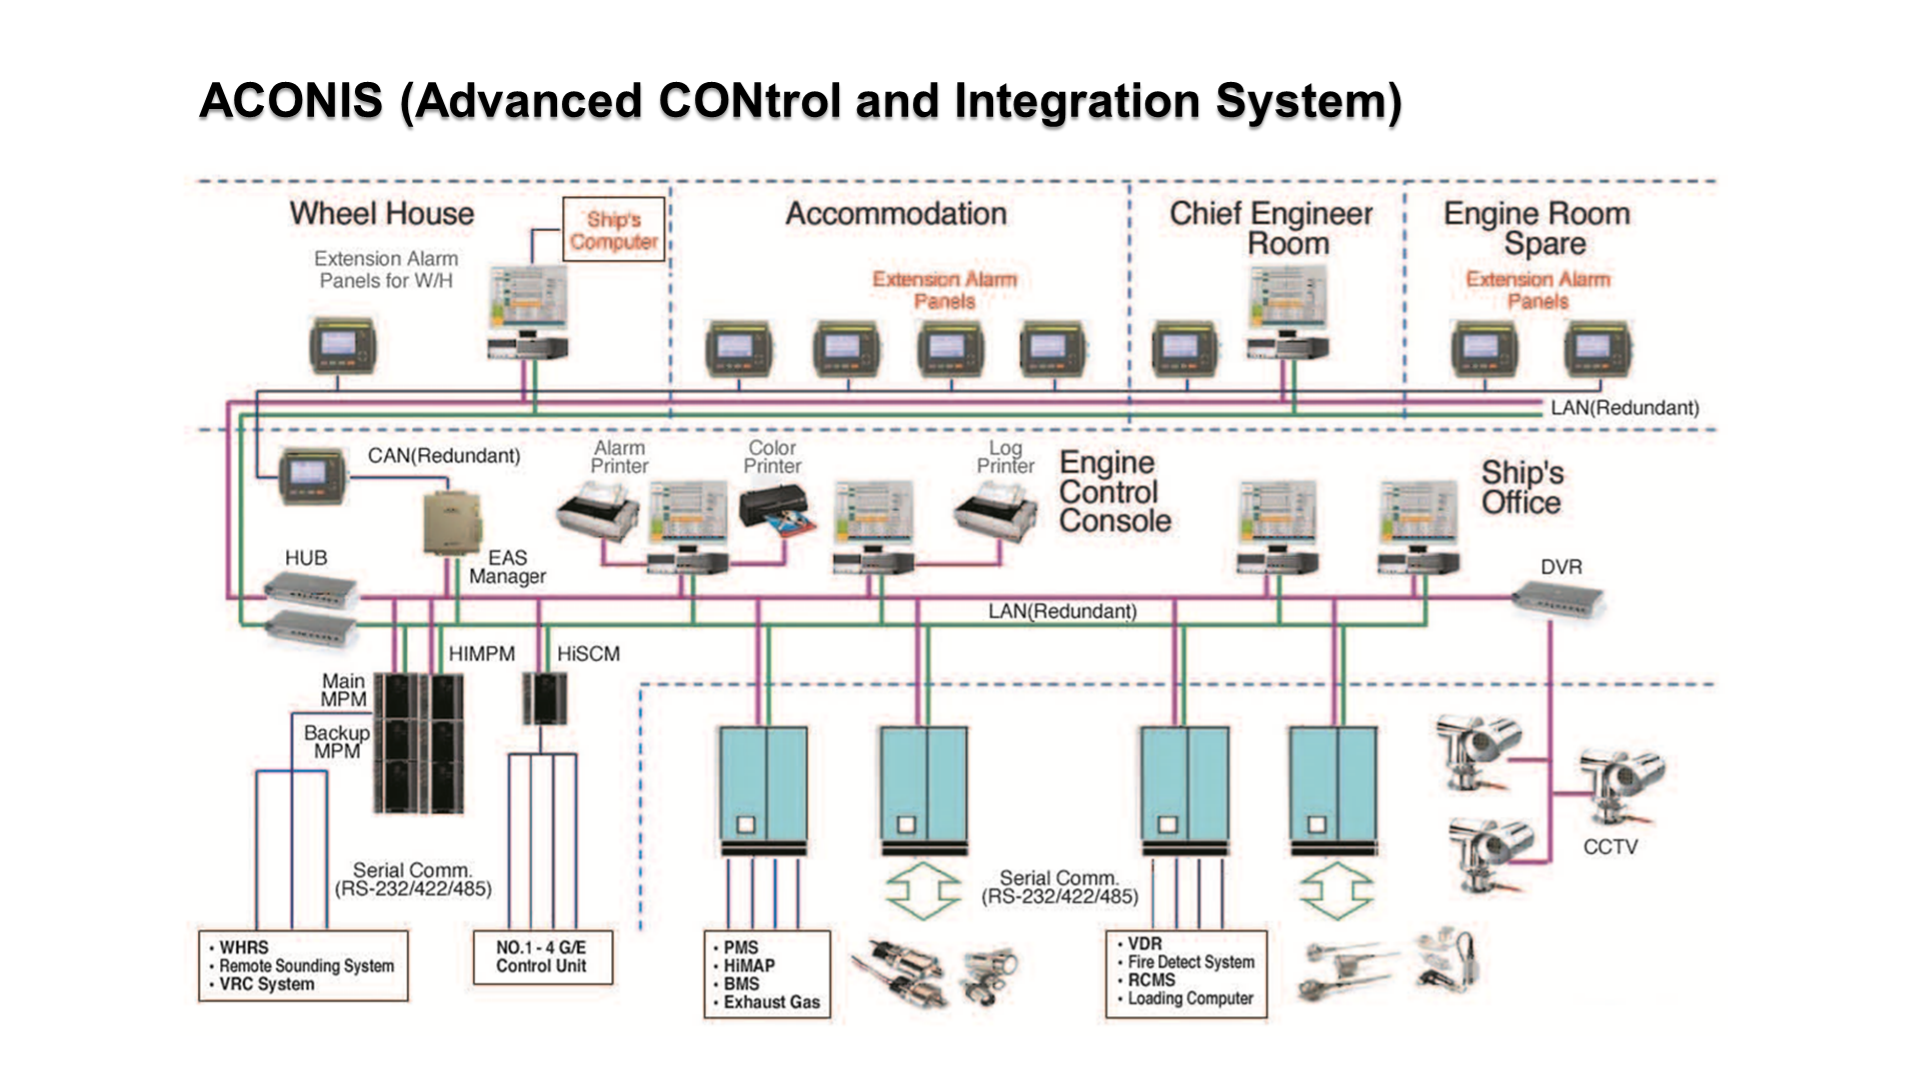 ACONIS (Advanced CONtrol and Integration System)
Wheel House
Ship's
Computer
Extension Alarm
Panels for W/H
Accommodation
Extension Alarm
Panels
Chief Engineer
Room
Engine Room
Spare
Extension Alarm
Panels
LAN(Redundant)
CAN(Redundant)
Alarm
Printer
Color
Printer
Log
Printer
Engine
Control
Console
Ship's
Office
HUB
EAS
Manager
DVR
LAN(Redundant)
HIMPM
HiSCM
Main
MPM
Backup
MPM
CCTV
Serial Comm.
(RS-232/422/485)
Serial Comm.
(RS-232/422/485)
• WHRS
• Remote Sounding System
• VRC System
NO.1 - 4 G/E
Control Unit
• PMS
• HiMAP
• BMS
• Exhaust Gas
• VDR
• Fire Detect System
• RCMS
• Loading Computer